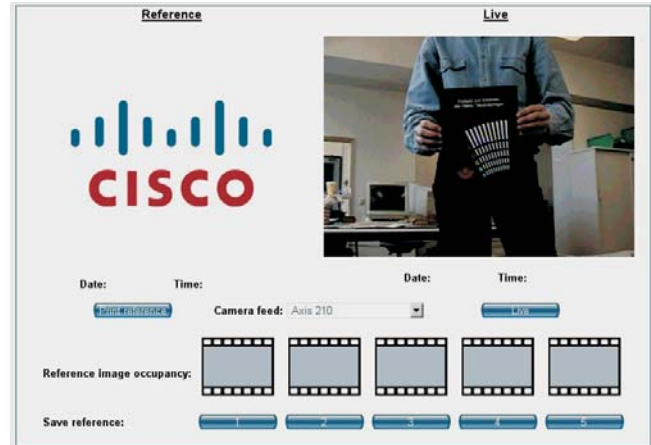 Reference
Live
CISCO
Date: Time:
Date: Time:
Print reference
Camera feed: Axis 210
Live
Reference image occupancy:
Save reference:
1 2 3 4 5